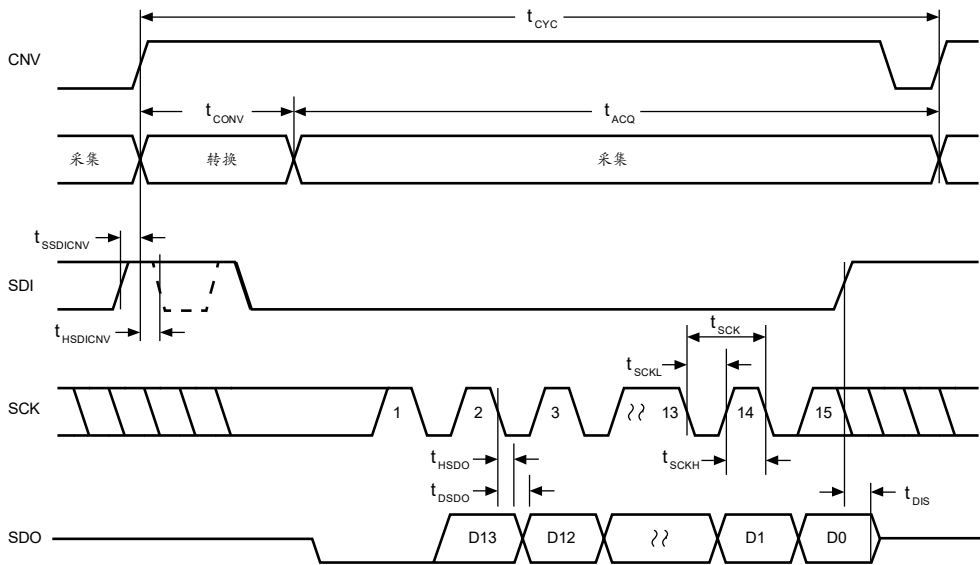 tCYC
CNV
tCONV
tACQ
采集
转换
采集
tSSDICNV
SDI
tHSDICNV
tSCK
tSCKL
SCK
1
2
3
13
14
15
tHSDO
tSCKH
tDSDO
tDIS
SDO
D13
D12
D1
D0